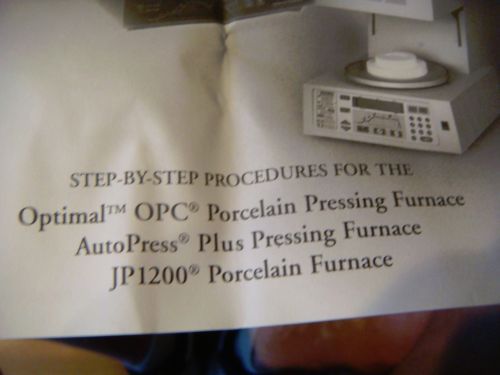 STEP-BY-STEP PROCEDURES FOR THE
Optimal™ OPC® Porcelain Pressing Furnace
AutoPress® Plus Pressing Furnace
JP1200® Porcelain Furnace